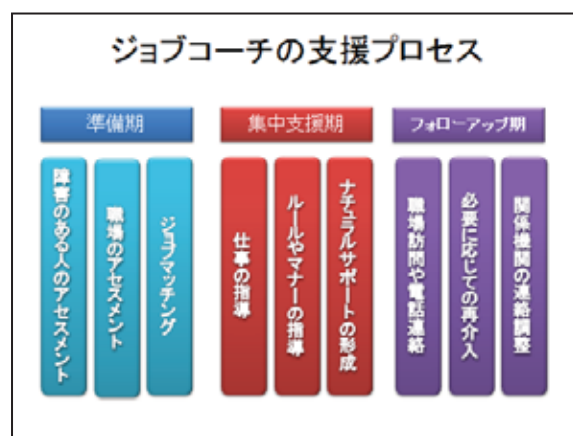 ジョブコーチの支援プロセス
準備期
障害のある人のアセスメント
職場のアセスメント
ジョブマッチング
集中支援期
仕事の指導
ルールやマナーの指導
ナチュラルサポートの形成
フォローアップ期
職場訪問や電話連絡
必要に応じての再介入
関係機関の連絡調整